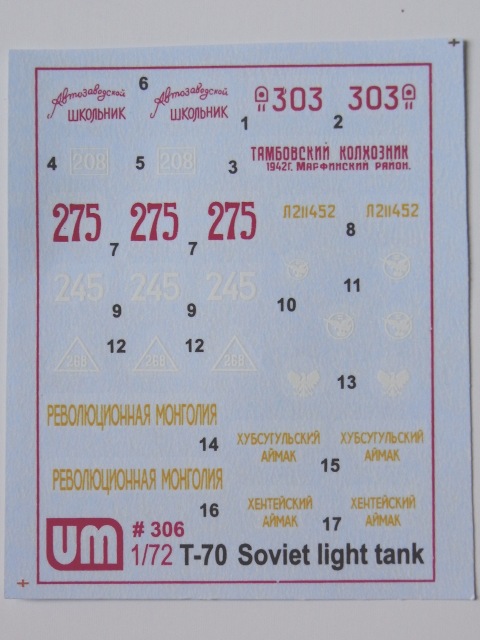 Автозаводской
ШКОЛЬНИК
6
Автозаводской
ШКОЛЬНИК
303
303
1
2
4
208
5
208
3
ТАМБОВСКИЙ КОЛХОЗНИК
1942Г. МАРФИНСКИЙ РАЙОН.
275
275
275
7
7
Л211452
Л211452
8
245
245
245
9
9
10
11
12
12
268
268
268
13
РЕВОЛЮЦИОННАЯ МОНГОЛИЯ
14
ХУБСУГУЛЬСКИЙ
АЙМАК
ХУБСУГУЛЬСКИЙ
АЙМАК
15
РЕВОЛЮЦИОННАЯ МОНГОЛИЯ
16
ХЕНТЕЙСКИЙ
АЙМАК
ХЕНТЕЙСКИЙ
АЙМАК
17
um
# 306
1/72 T-70 Soviet light tank